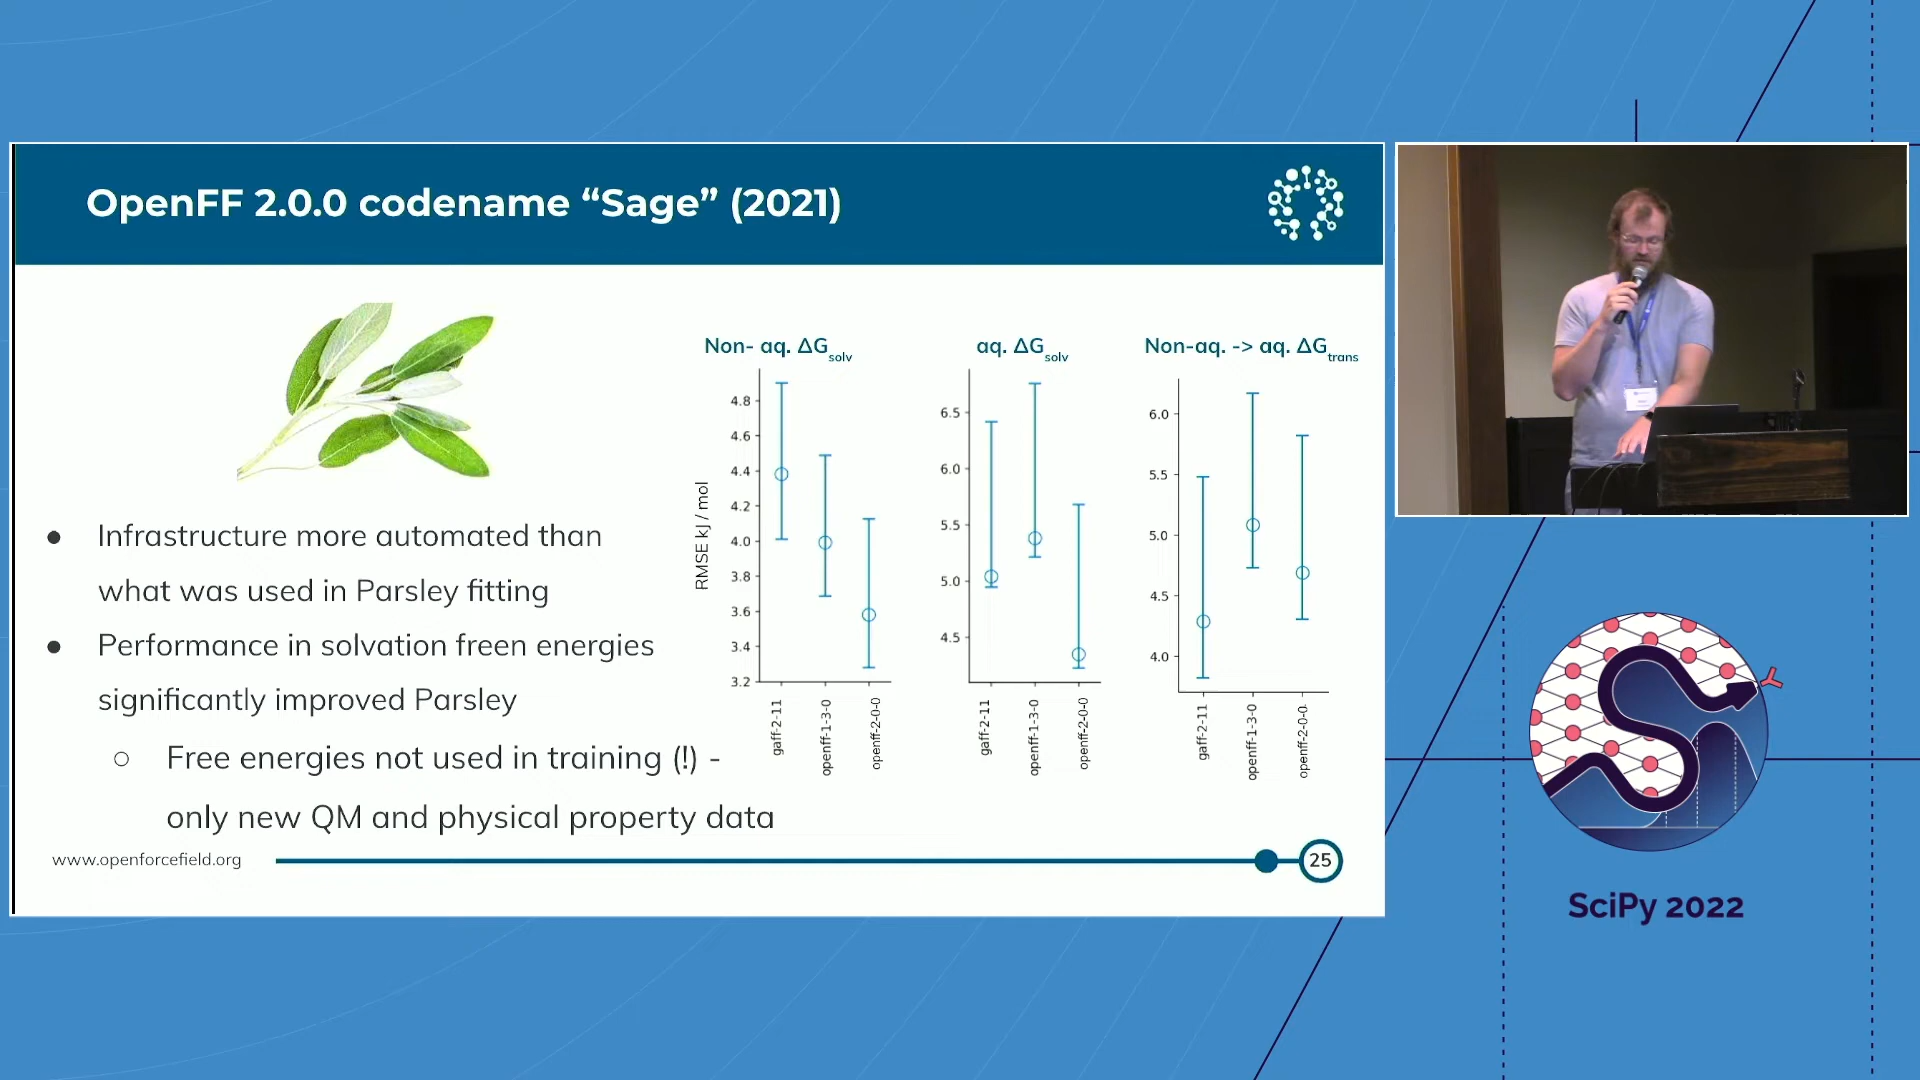 OpenFF 2.0.0 codename “Sage” (2021)
Infrastructure more automated than
what was used in Parsley fitting
Performance in solvation freen energies
significantly improved Parsley
Free energies not used in training (!) -
only new QM and physical property data
Non- aq. ΔGsolv
RMSE kJ / mol
4.8
4.6
4.4
4.2
4.0
3.8
3.6
3.4
3.2
gaff-2-11
openff-1-3-0
openff-2-0-0
aq. ΔGsolv
6.5
6.0
5.5
5.0
4.5
gaff-2-11
openff-1-3-0
openff-2-0-0
Non-aq. -> aq. ΔGtrans
6.0
5.5
5.0
4.5
4.0
gaff-2-11
openff-1-3-0
openff-2-0-0
www.openforcefield.org
25
SciPy 2022